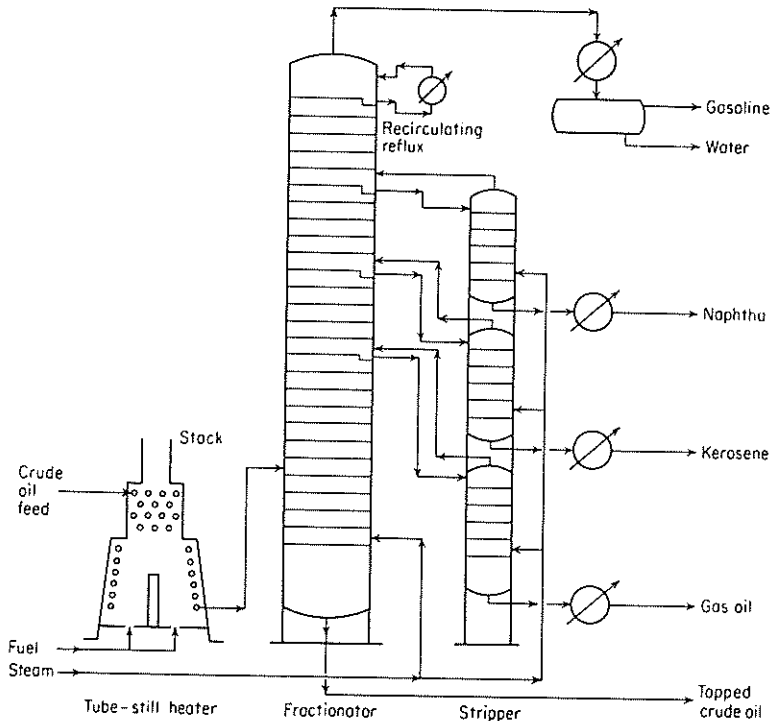 Gasoline
Recirculating
reflux
Water
Naphtha
Stack
Crude
oil
feed
Kerosene
Gas oil
Fuel
Steam
Topped
crude oil
Tube-still heater
Fractionator
Stripper